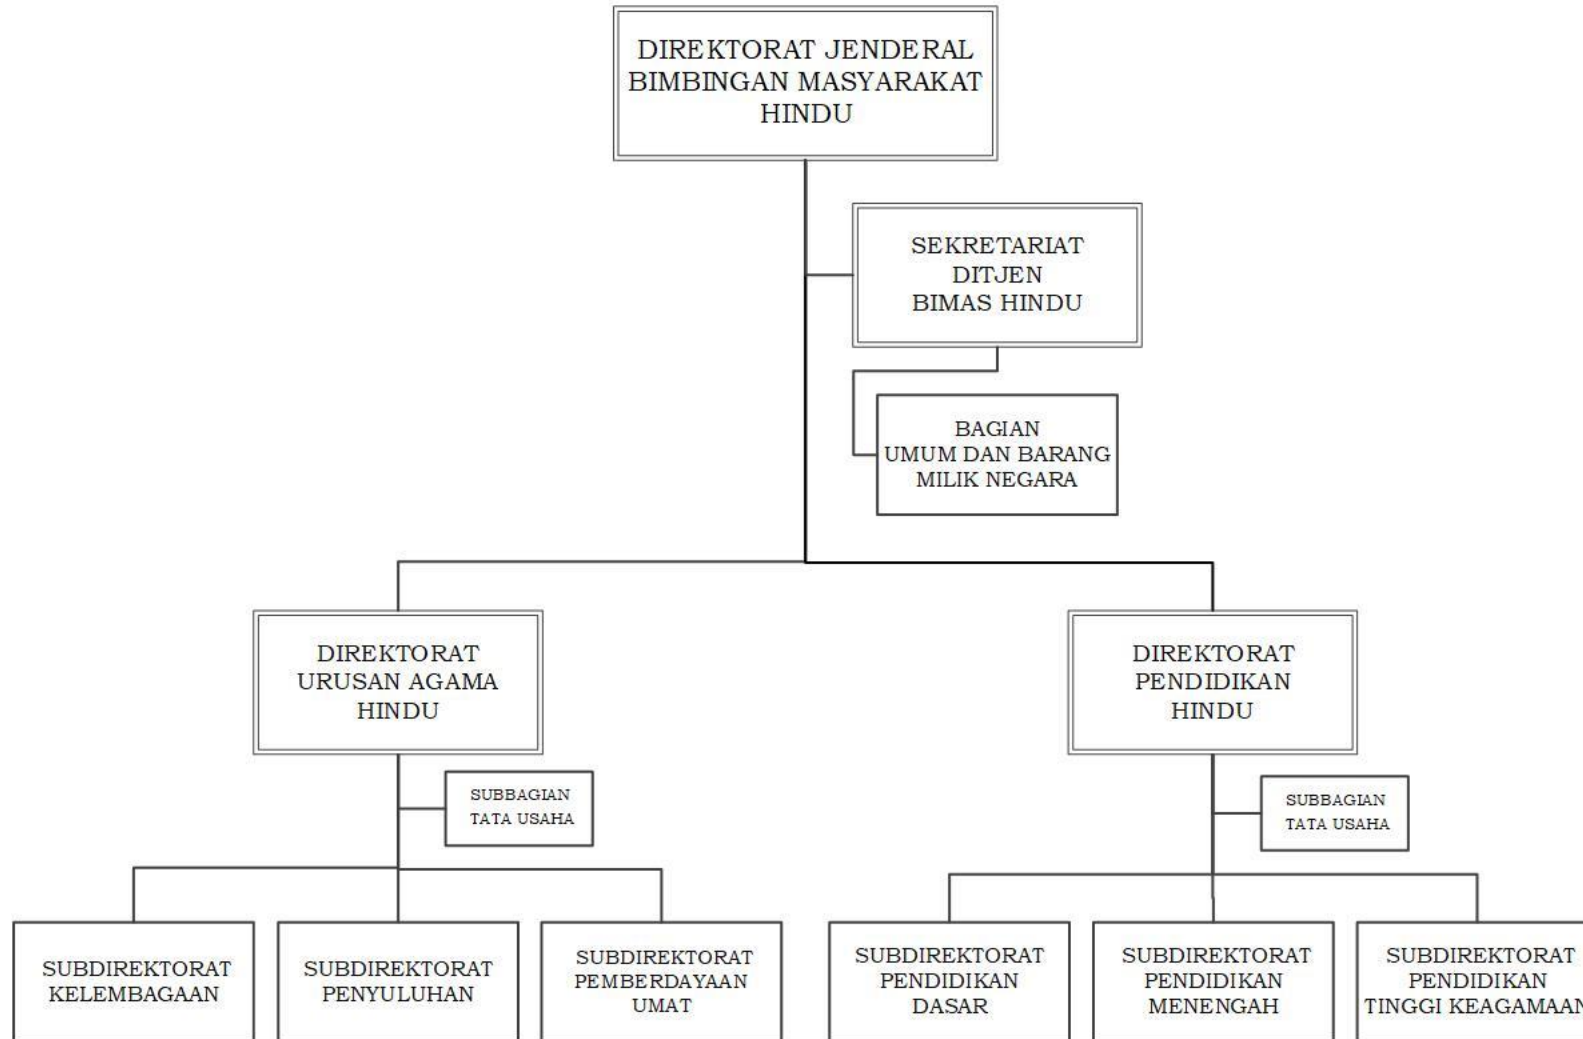 DIREKTORAT JENDERAL
BIMBINGAN MASYARAKAT
HINDU
SEKRETARIAT
DITJEN
BIMAS HINDU
BAGIAN
UMUM DAN BARANG
MILIK NEGARA
DIREKTORAT
URUSAN AGAMA
HINDU
DIREKTORAT
PENDIDIKAN
HINDU
SUBBAGIAN
TATA USAHA
SUBBAGIAN
TATA USAHA
SUBDIREKTORAT
KELEMBAGAAN
SUBDIREKTORAT
PENYULUHAN
SUBDIREKTORAT
PEMBERDAYAAN
UMAT
SUBDIREKTORAT
PENDIDIKAN
DASAR
SUBDIREKTORAT
PENDIDIKAN
MENENGAH
SUBDIREKTORAT
PENDIDIKAN
TINGGI KEAGAMAAN